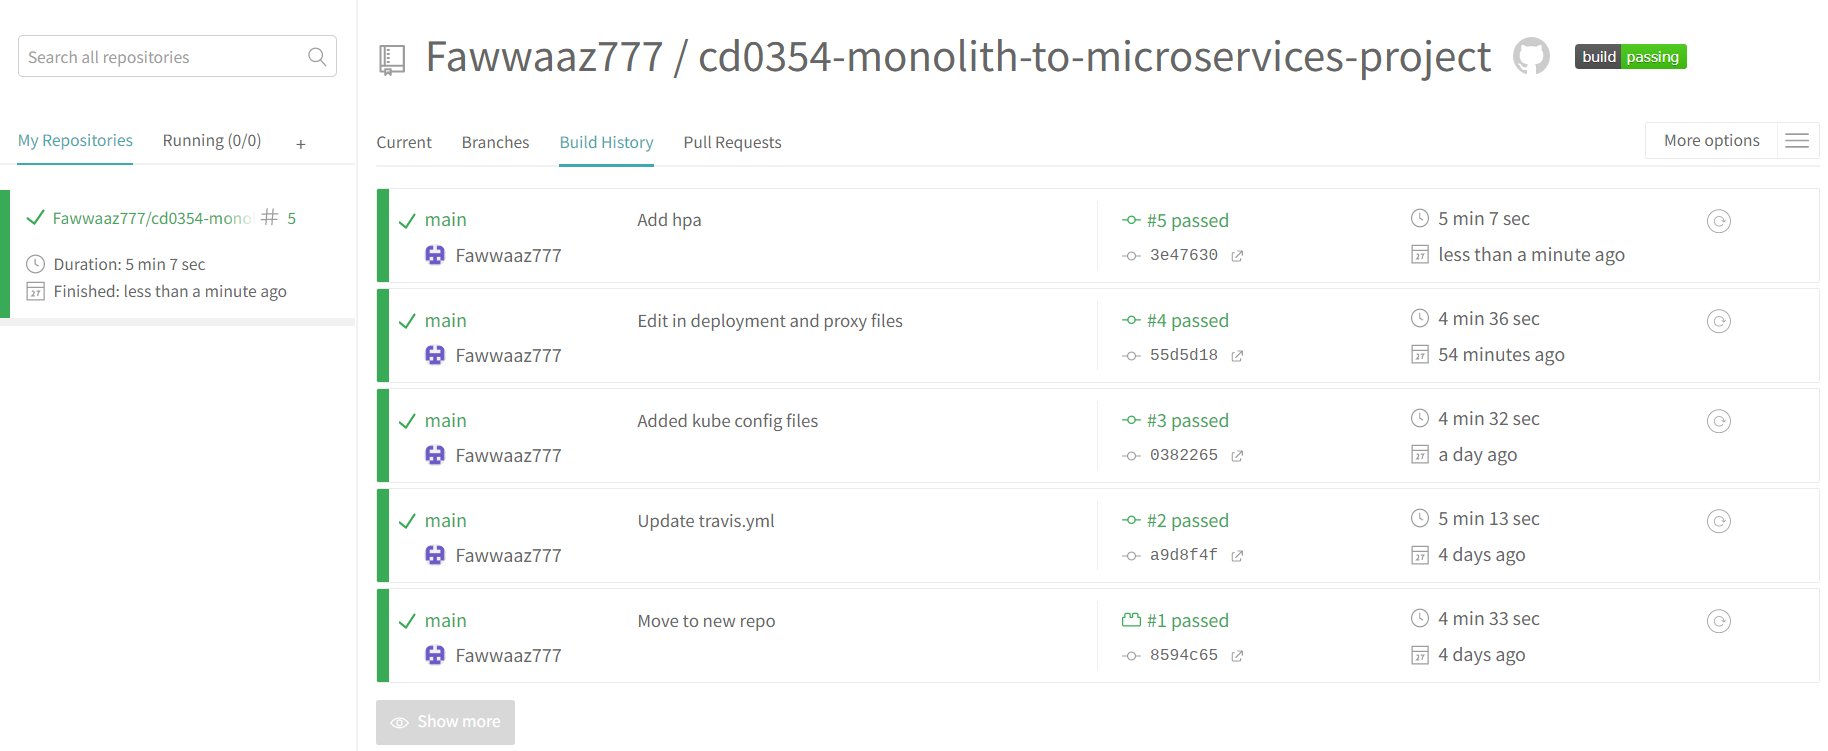 Search all repositories
My Repositories
Running (0/0)
+
Fawwaaz777/cd0354-monol # 5
Duration: 5 min 7 sec
Finished: less than a minute ago
Fawwaaz777 / cd0354-monolith-to-microservices-project
build passing
Current
Branches
Build History
Pull Requests
More options
main
Add hpa
#5 passed
5 min 7 sec
Fawwaaz777
3e47630
less than a minute ago
main
Edit in deployment and proxy files
#4 passed
4 min 36 sec
Fawwaaz777
55d5d18
54 minutes ago
main
Added kube config files
#3 passed
4 min 32 sec
Fawwaaz777
0382265
a day ago
main
Update travis.yml
#2 passed
5 min 13 sec
Fawwaaz777
a9d8f4f
4 days ago
main
Move to new repo
#1 passed
4 min 33 sec
Fawwaaz777
8594c65
4 days ago
Show more